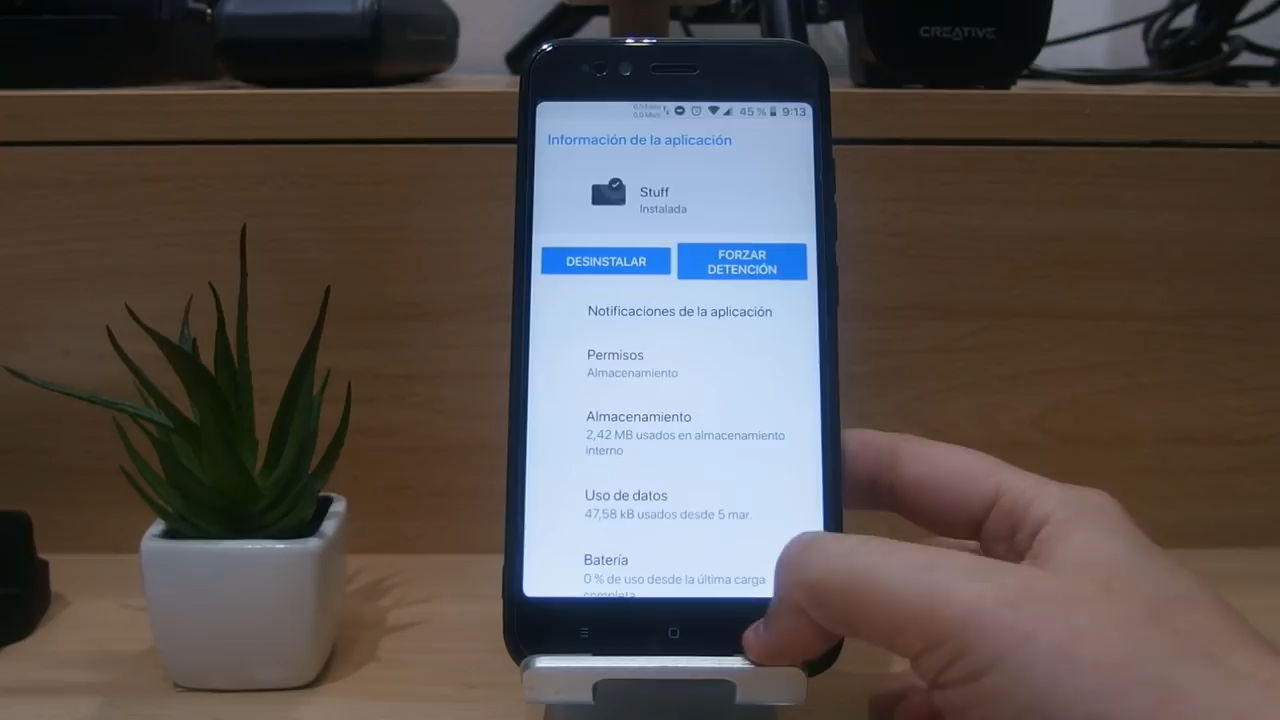 CREATIVE
45 % 9:13
Información de la aplicación
Stuff
Instalada
DESINSTALAR
FORZAR
DETENCIÓN
Notificaciones de la aplicación
Permisos
Almacenamiento
Almacenamiento
2,42 MB usados en almacenamiento
interno
Uso de datos
47,58 kB usados desde 5 mar.
Batería
0 % de uso desde la última carga
completa